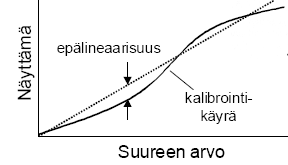 Näyttämä
epälineaarisuus
kalibrointi-
käyrä
Suureen arvo